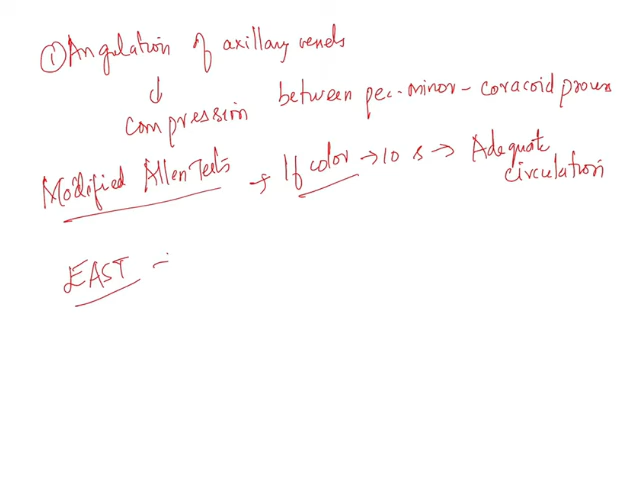 ① Angulation of axillary vessels
↓
compression between pec-minor - coracoid process
Modified Allen Tests → If color → 10 s → Adequate circulation
EAST -